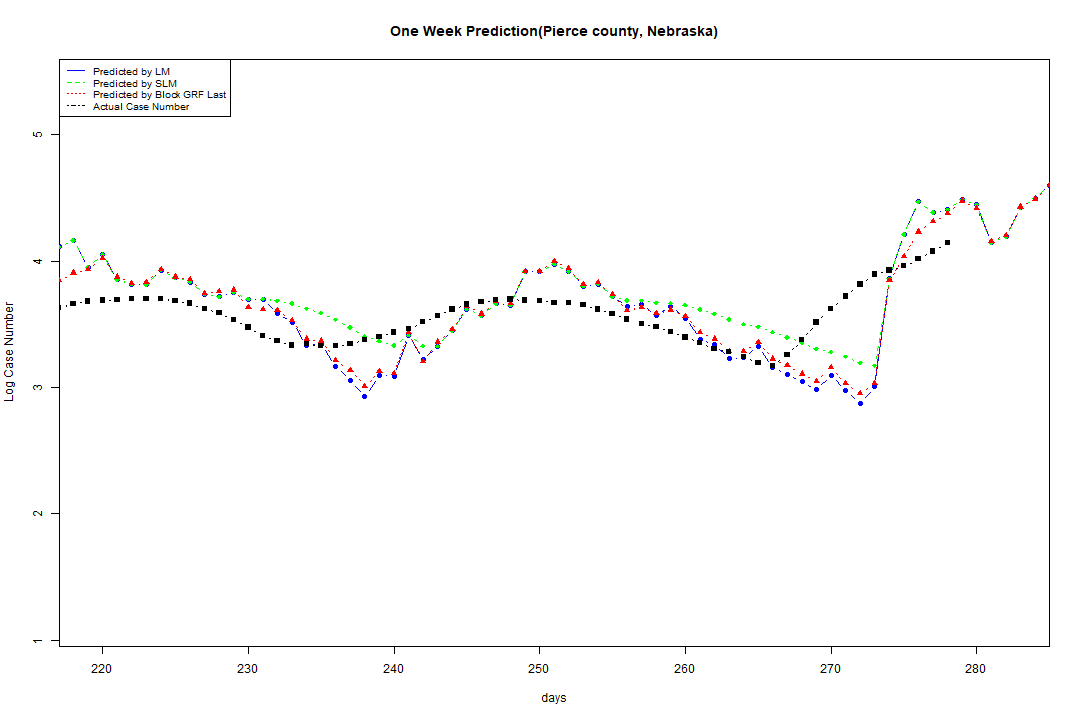 One Week Prediction(Pierce county, Nebraska)
Predicted by LM
Predicted by SLM
Predicted by Block GRF Last
Actual Case Number
5
4
3
2
1
Log Case Number
220 230 240 250 260 270 280
days